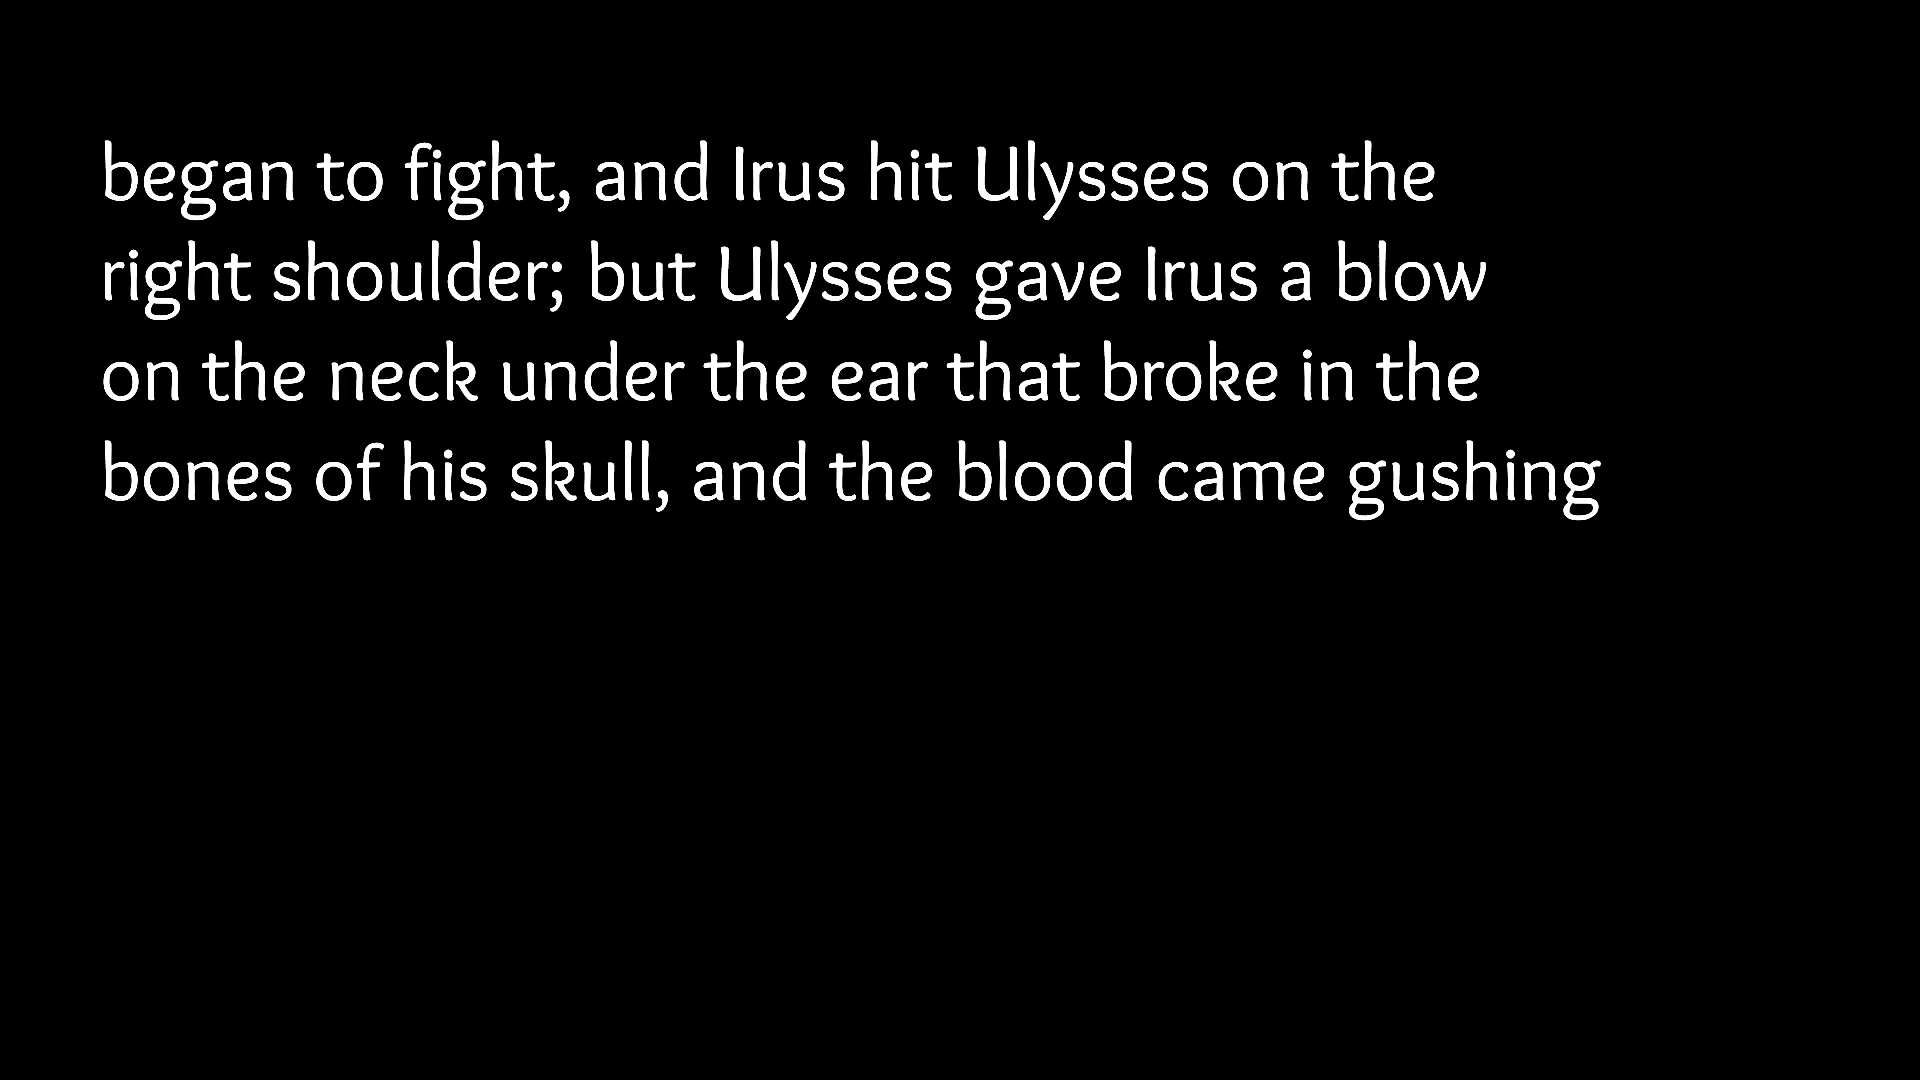 began to fight, and Irus hit Ulysses on the
right shoulder; but Ulysses gave Irus a blow
on the neck under the ear that broke in the
bones of his skull, and the blood came gushing